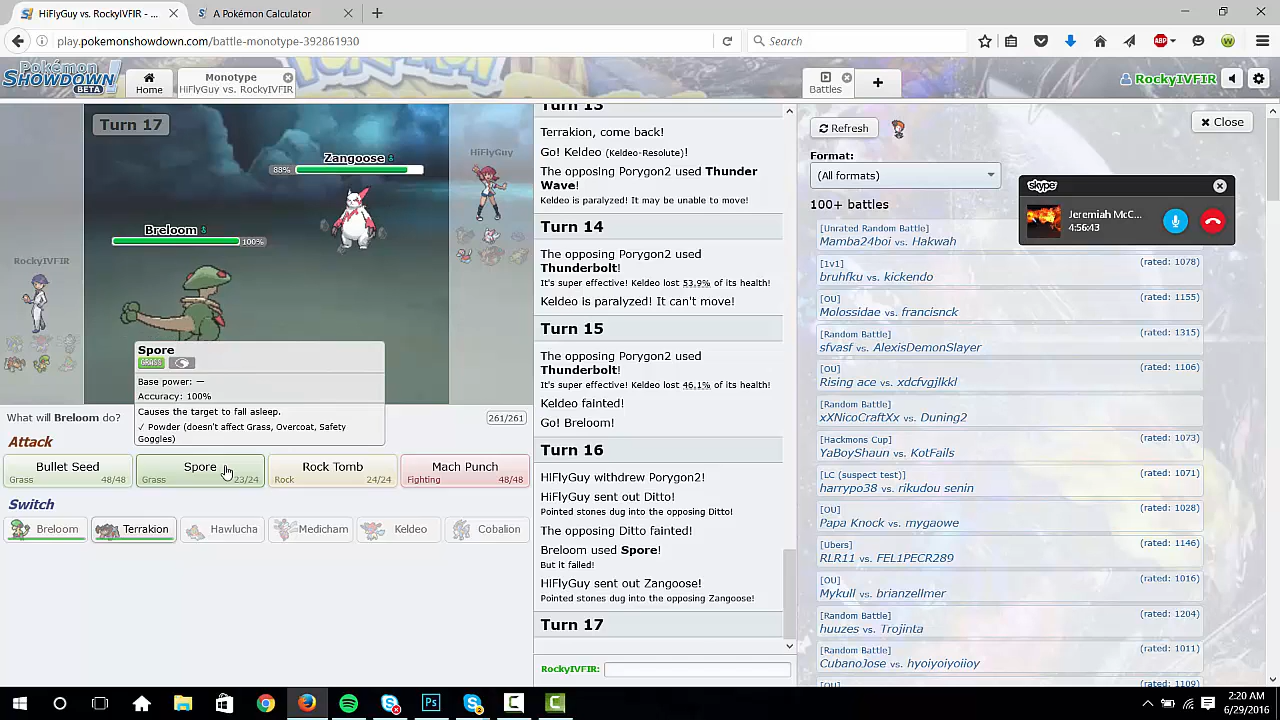 HiFlyGuy vs. RockyIVFIR - ...
A Pokémon Calculator
play.pokemonshowdown.com/battle-monotype-392861930
Search
ABP
W
Pokémon
SHOWDOWN!
BETA
Home
Monotype
HiFlyGuy vs. RockyIVFIR
Battles
RockyIVFIR
Turn 17
Zangoose
88%
HiFlyGuy
Breloom
100%
RockyIVFIR
Spore
GRASS
Base power: —
Accuracy: 100%
Causes the target to fall asleep.
✓ Powder (doesn't affect Grass, Overcoat, Safety
Goggles)
What will Breloom do?
261/261
Attack
Bullet Seed
Grass 48/48
Spore
Grass 23/24
Rock Tomb
Rock 24/24
Mach Punch
Fighting 48/48
Switch
Breloom
Terrakion
Hawlucha
Medicham
Keldeo
Cobalion
Turn 13
Terrakion, come back!
Go! Keldeo (Keldeo-Resolute)!
The opposing Porygon2 used Thunder
Wave!
Keldeo is paralyzed! It may be unable to move!
Turn 14
The opposing Porygon2 used
Thunderbolt!
It's super effective! Keldeo lost 53.9% of its health!
Keldeo is paralyzed! It can't move!
Turn 15
The opposing Porygon2 used
Thunderbolt!
It's super effective! Keldeo lost 46.1% of its health!
Keldeo fainted!
Go! Breloom!
Turn 16
HiFlyGuy withdrew Porygon2!
HiFlyGuy sent out Ditto!
Pointed stones dug into the opposing Ditto!
The opposing Ditto fainted!
Breloom used Spore!
But it failed!
HiFlyGuy sent out Zangoose!
Pointed stones dug into the opposing Zangoose!
Turn 17
RockyIVFIR:
Refresh
Close
Format:
(All formats)
100+ battles
[Unrated Random Battle]
Mamba24boi vs. Hakwah
[1v1] (rated: 1078)
bruhfku vs. kickendo
[OU] (rated: 1155)
Molossidae vs. francisnck
[Random Battle] (rated: 1315)
sfvasf vs. AlexisDemonSlayer
[OU] (rated: 1106)
Rising ace vs. xdcfvgjlkkl
[Random Battle]
xXNicoCraftXx vs. Duning2
[Hackmons Cup] (rated: 1073)
YaBoyShaun vs. KotFails
[LC (suspect test)] (rated: 1071)
harrypo38 vs. rikudou senin
[OU] (rated: 1028)
Papa Knock vs. mygaowe
[Ubers] (rated: 1146)
RLR11 vs. FEL1PECR289
[OU] (rated: 1016)
Mykull vs. brianzellmer
[Random Battle] (rated: 1204)
huuzes vs. Trojinta
[Random Battle] (rated: 1011)
CubanoJose vs. hyoiyoiyoiioy
[OU] (rated: 1109)
skype
Jeremiah McC...
4:56:43
Ps
2:20 AM
6/29/2016